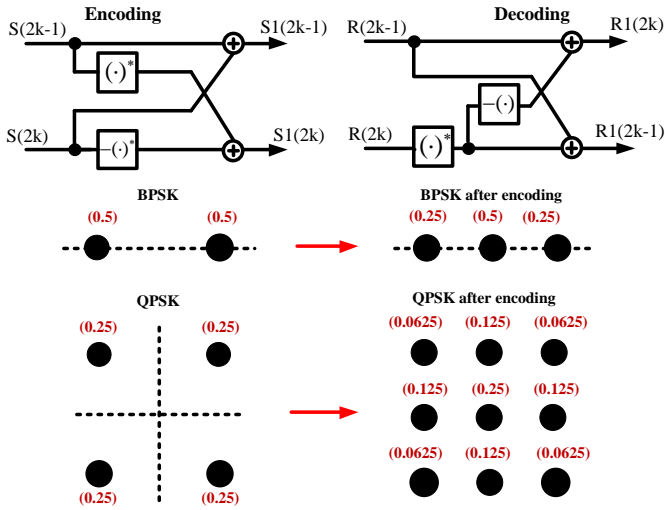 Encoding
Decoding
S(2k-1)
S1(2k-1)
(·)*
S(2k)
−(·)*
S1(2k)
R(2k-1)
R1(2k)
−(·)
R(2k)
(·)*
R1(2k-1)
BPSK
BPSK after encoding
(0.5) (0.5)
(0.25) (0.5) (0.25)
QPSK
QPSK after encoding
(0.25) (0.25)
(0.25) (0.25)
(0.0625) (0.125) (0.0625)
(0.125) (0.25) (0.125)
(0.0625) (0.125) (0.0625)